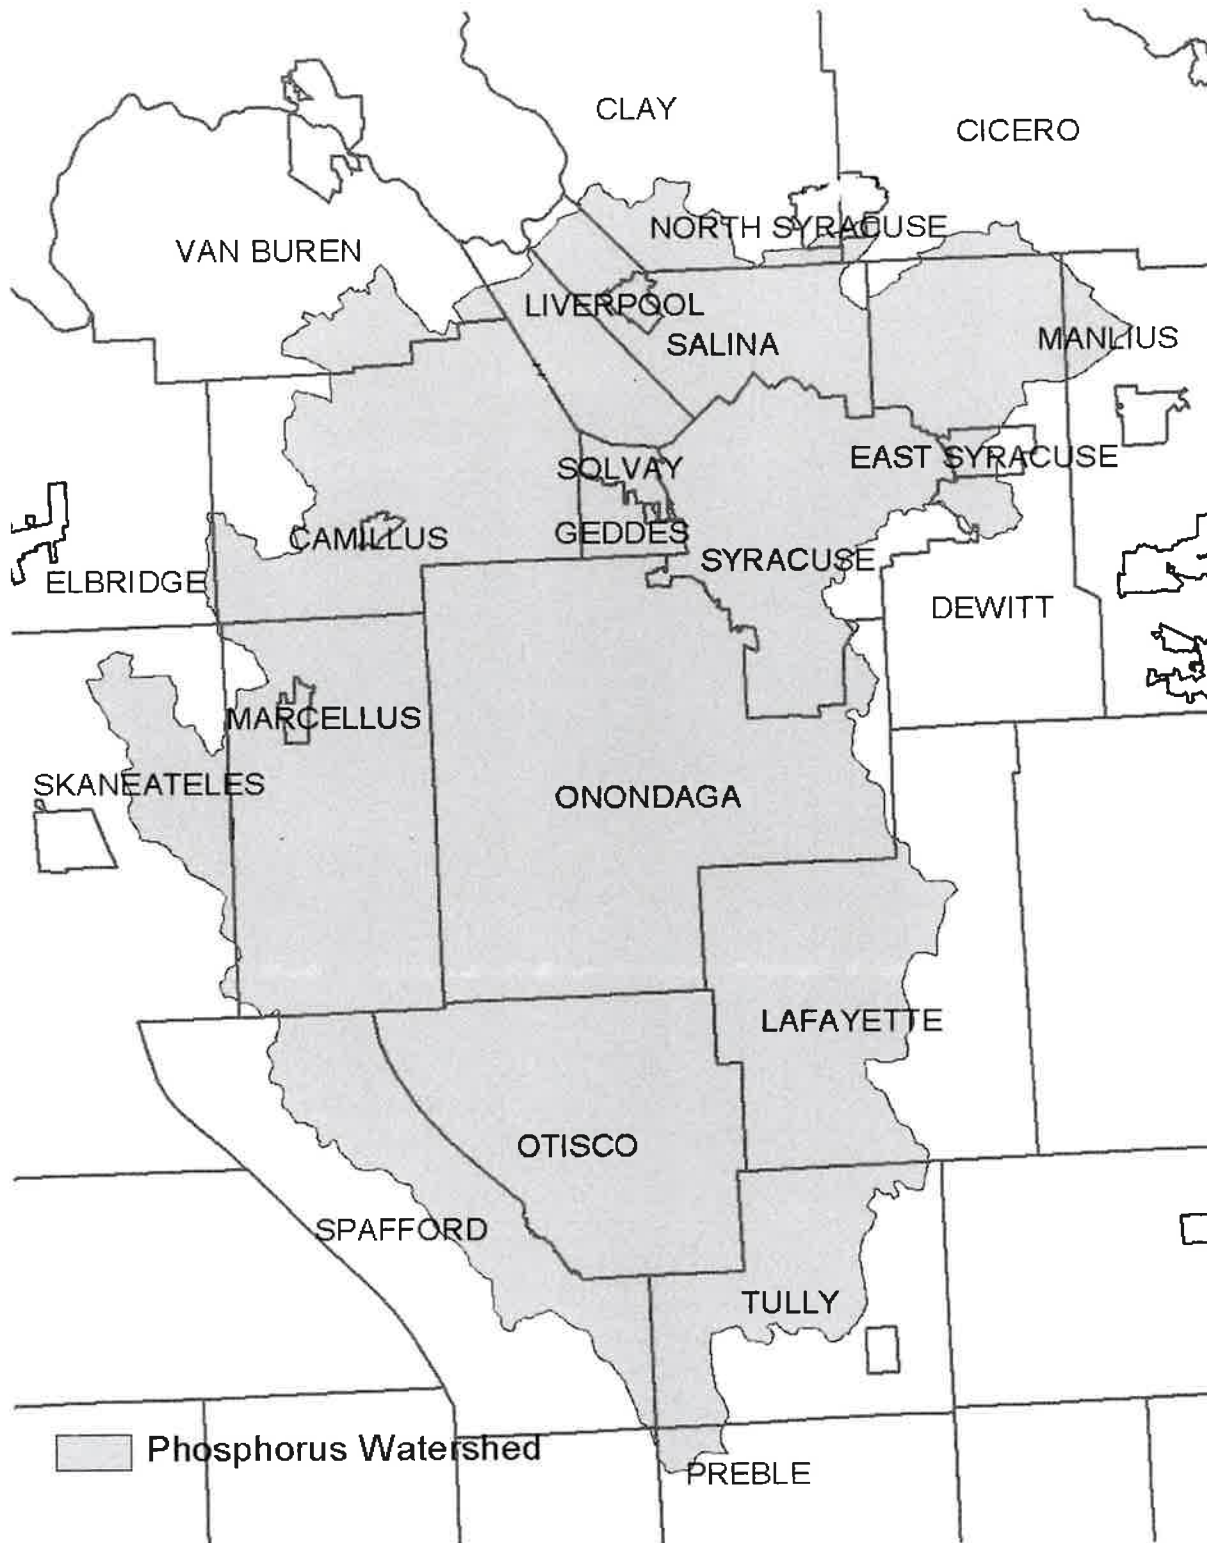 CLAY
CICERO
NORTH SYRACUSE
VAN BUREN
LIVERPOOL
SALINA
MANLIUS
SOLVAY
EAST SYRACUSE
CAMILLUS
GEDDES
SYRACUSE
ELBRIDGE
DEWITT
MARCELLUS
SKANEATELES
ONONDAGA
LAFAYETTE
OTISCO
SPAFFORD
TULLY
Phosphorus Watershed
PREBLE